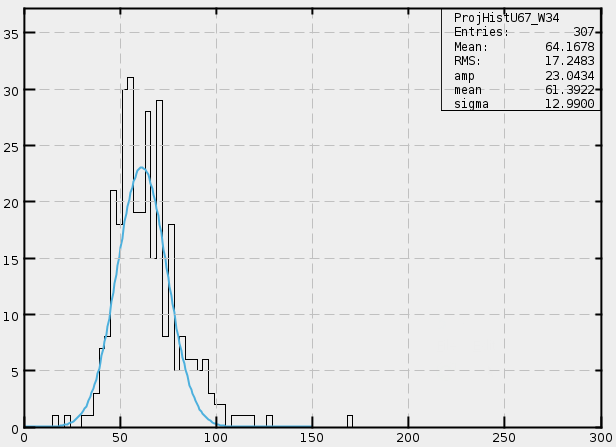 ProjHistU67_W34
Entries: 307
Mean: 64.1678
RMS: 17.2483
amp 23.0434
mean 61.3922
sigma 12.9900
35
30
25
20
15
10
5
0
0 50 100 150 200 250 300